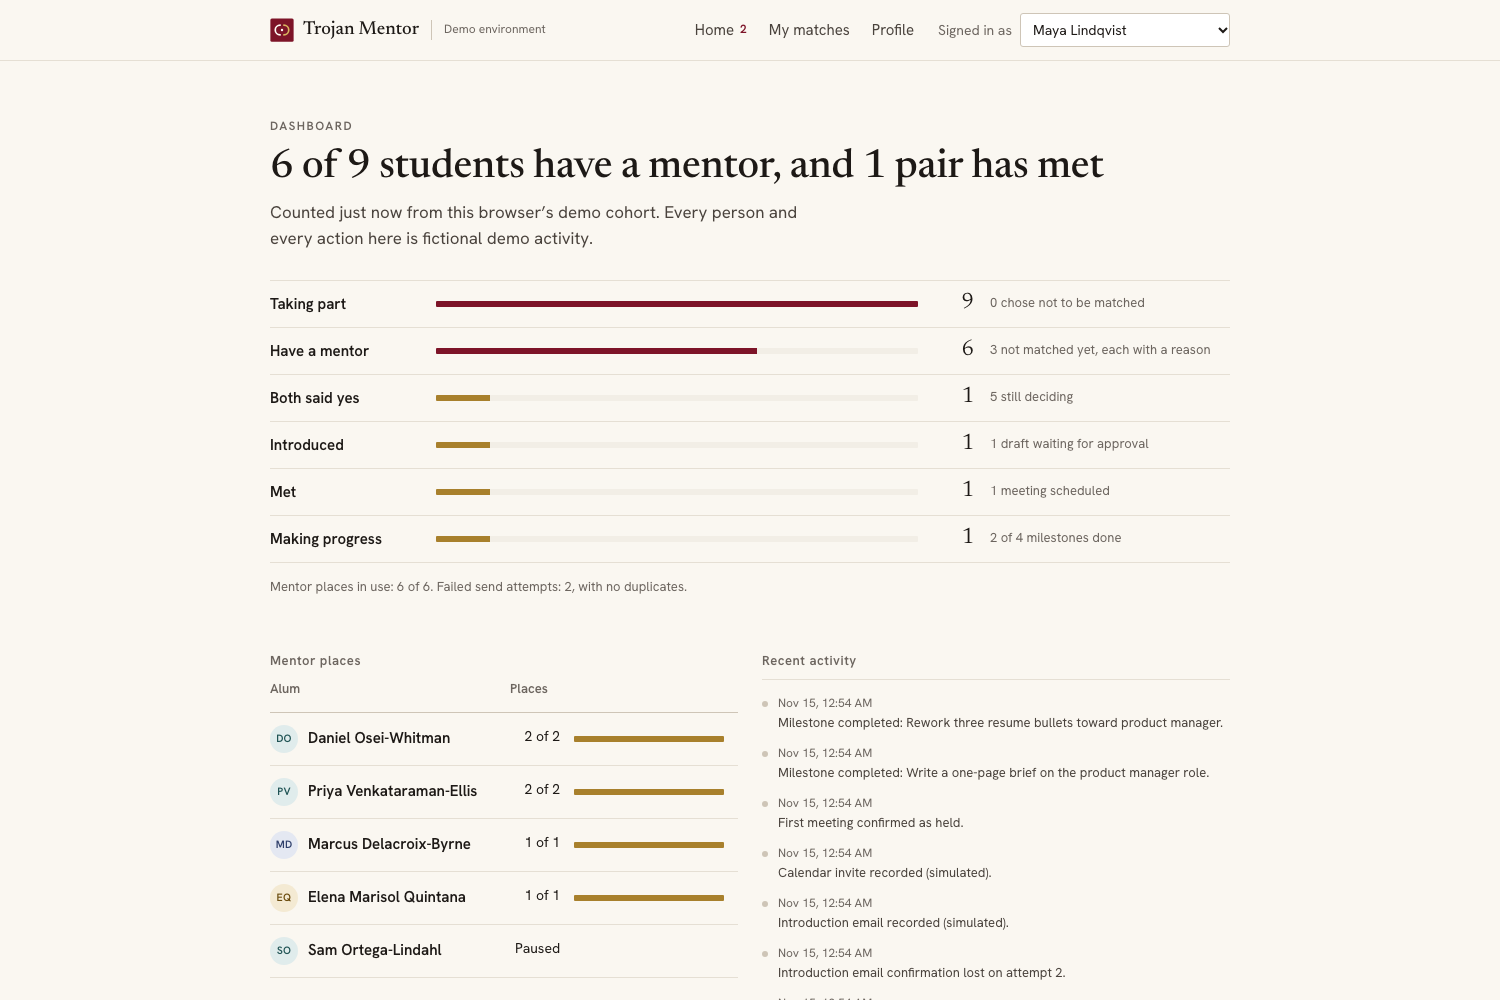 Trojan Mentor
Demo environment
Home 2
My matches
Profile
Signed in as
Maya Lindqvist
DASHBOARD
6 of 9 students have a mentor, and 1 pair has met
Counted just now from this browser’s demo cohort. Every person and
every action here is fictional demo activity.
Taking part 9 0 chose not to be matched
Have a mentor 6 3 not matched yet, each with a reason
Both said yes 1 5 still deciding
Introduced 1 1 draft waiting for approval
Met 1 1 meeting scheduled
Making progress 1 2 of 4 milestones done
Mentor places in use: 6 of 6. Failed send attempts: 2, with no duplicates.
Mentor places
Alum Places
DO Daniel Osei-Whitman 2 of 2
PV Priya Venkataraman-Ellis 2 of 2
MD Marcus Delacroix-Byrne 1 of 1
EQ Elena Marisol Quintana 1 of 1
SO Sam Ortega-Lindahl Paused
Recent activity
Nov 15, 12:54 AM
Milestone completed: Rework three resume bullets toward product manager.
Nov 15, 12:54 AM
Milestone completed: Write a one-page brief on the product manager role.
Nov 15, 12:54 AM
First meeting confirmed as held.
Nov 15, 12:54 AM
Calendar invite recorded (simulated).
Nov 15, 12:54 AM
Introduction email recorded (simulated).
Nov 15, 12:54 AM
Introduction email confirmation lost on attempt 2.